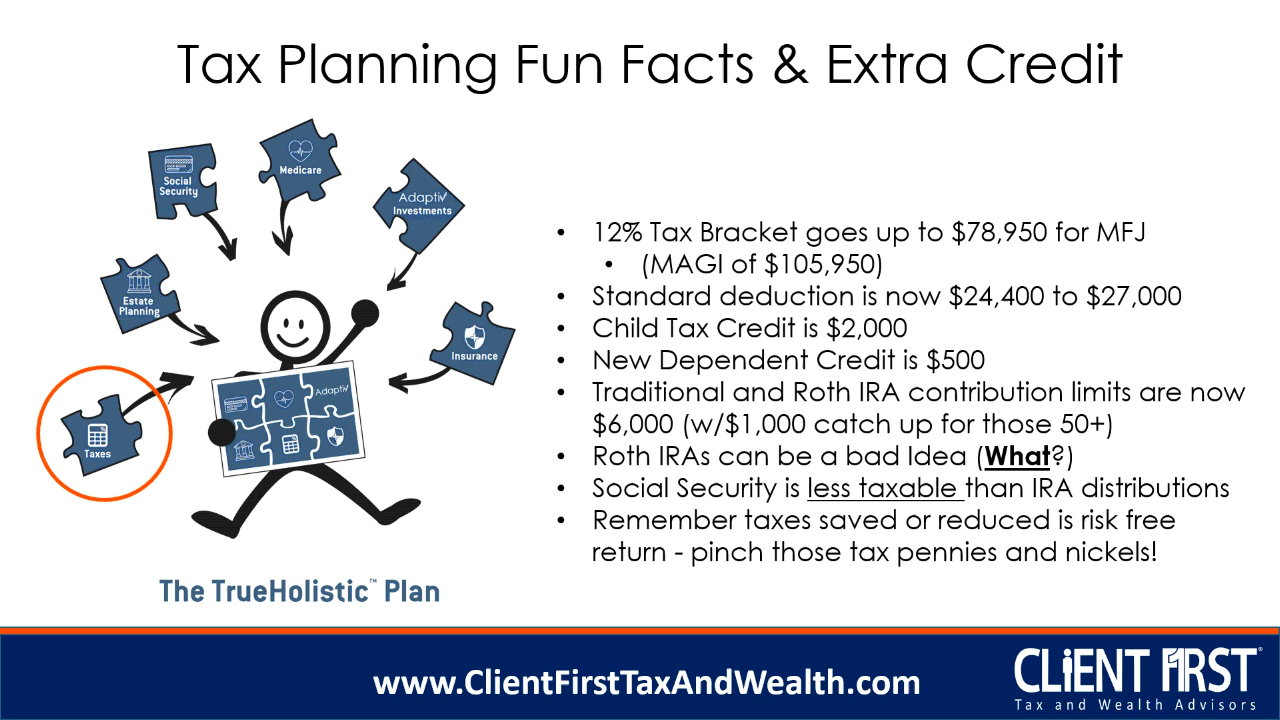 Tax Planning Fun Facts & Extra Credit
Social
Security
Medicare
Adaptiv
Investments
Estate
Planning
Insurance
Taxes
Adaptiv
The TrueHolistic™ Plan
• 12% Tax Bracket goes up to $78,950 for MFJ
• (MAGI of $105,950)
• Standard deduction is now $24,400 to $27,000
• Child Tax Credit is $2,000
• New Dependent Credit is $500
• Traditional and Roth IRA contribution limits are now
$6,000 (w/$1,000 catch up for those 50+)
• Roth IRAs can be a bad Idea (What?)
• Social Security is less taxable than IRA distributions
• Remember taxes saved or reduced is risk free
return - pinch those tax pennies and nickels!
www.ClientFirstTaxAndWealth.com
CLiENT FIRST®
Tax and Wealth Advisors